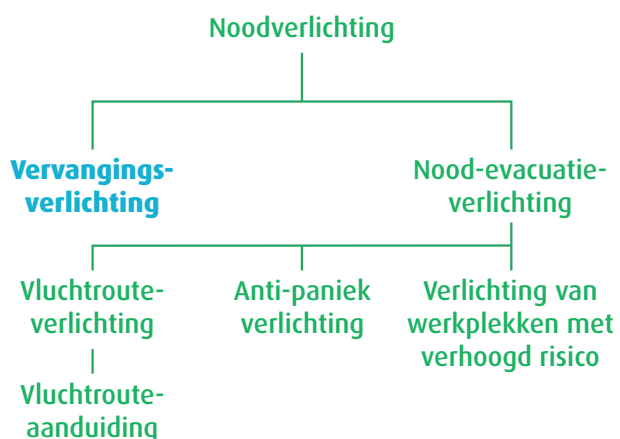 Noodverlichting
Vervangings-
verlichting
Nood-evacuatie-
verlichting
Vluchtroute-
verlichting
Anti-paniek
verlichting
Verlichting van
werkplekken met
verhoogd risico
Vluchtroute-
aanduiding